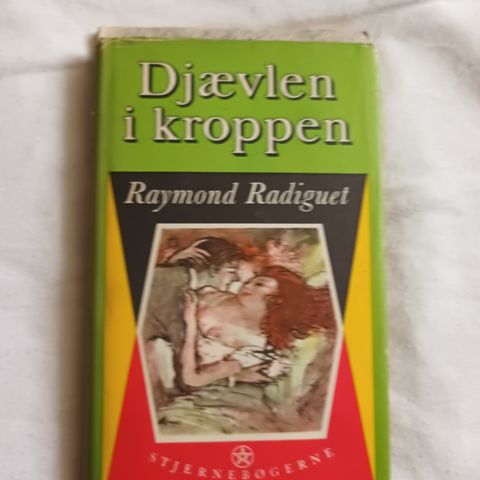 Djævlen
i kroppen
Raymond Radiguet
STJERNEBØGERNE